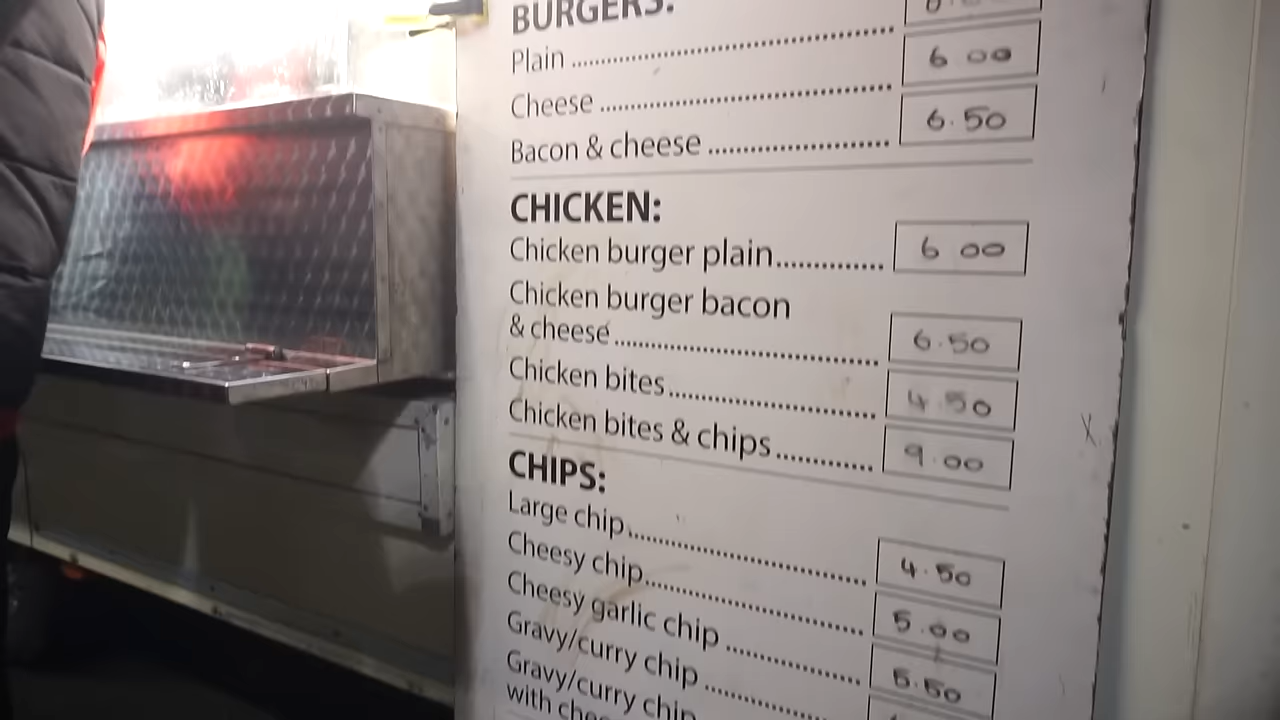 BURGERS:
Plain
Cheese 6 00
Bacon & cheese 6.50
CHICKEN:
Chicken burger plain 6 00
Chicken burger bacon
& cheese 6.50
Chicken bites 4.50
Chicken bites & chips 9.00
CHIPS:
Large chip 4.50
Cheesy chip 5.00
Cheesy garlic chip 5.50
Gravy/curry chip
Gravy/curry chip
with